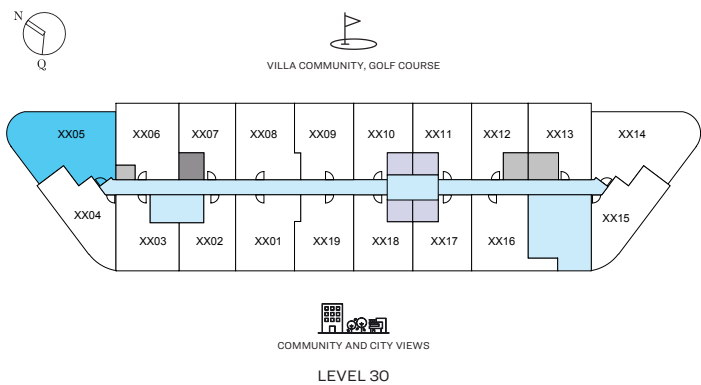 N
Q
VILLA COMMUNITY, GOLF COURSE
XX05
XX06
XX07
XX08
XX09
XX10
XX11
XX12
XX13
XX14
XX04
XX03
XX02
XX01
XX19
XX18
XX17
XX16
XX15
COMMUNITY AND CITY VIEWS
LEVEL 30